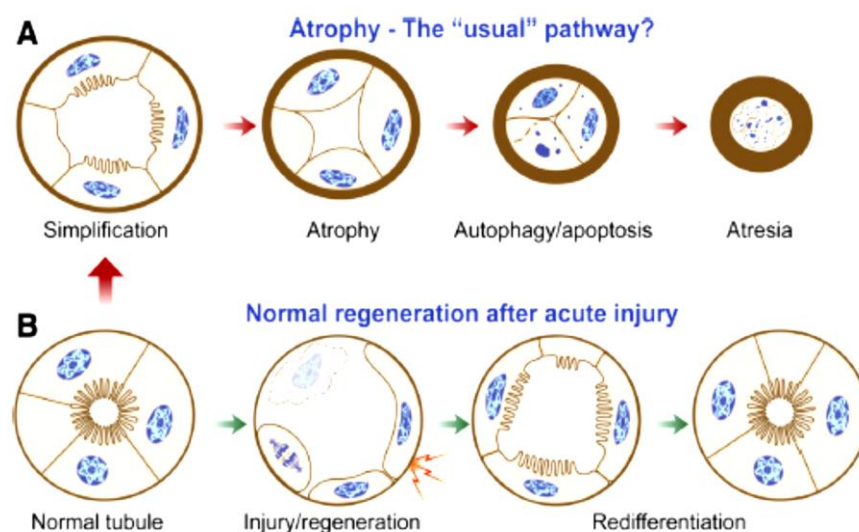 A
Atrophy - The “usual” pathway?
Simplification
Atrophy
Autophagy/apoptosis
Atresia
B
Normal regeneration after acute injury
Normal tubule
Injury/regeneration
Redifferentiation